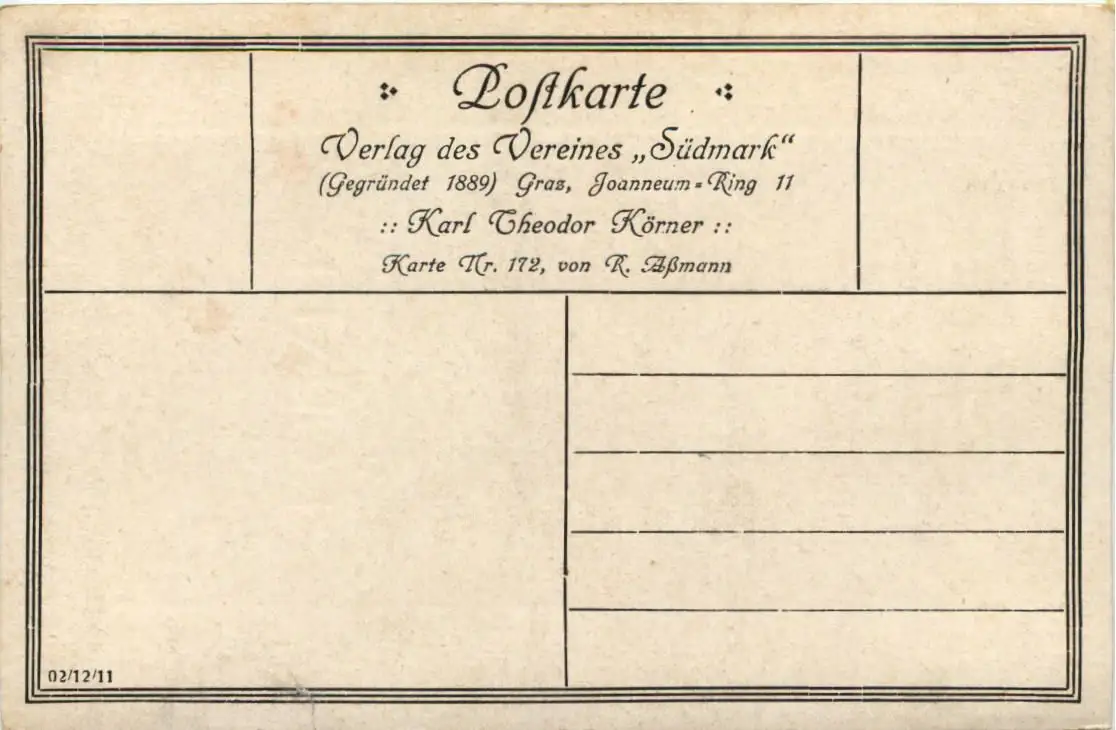 Postkarte
Verlag des Vereines „Südmark“
(Gegründet 1889) Graz, Joanneum=Ring 11
:: Karl Theodor Körner ::
Karte Nr. 172, von R. Aßmann
02/12/11